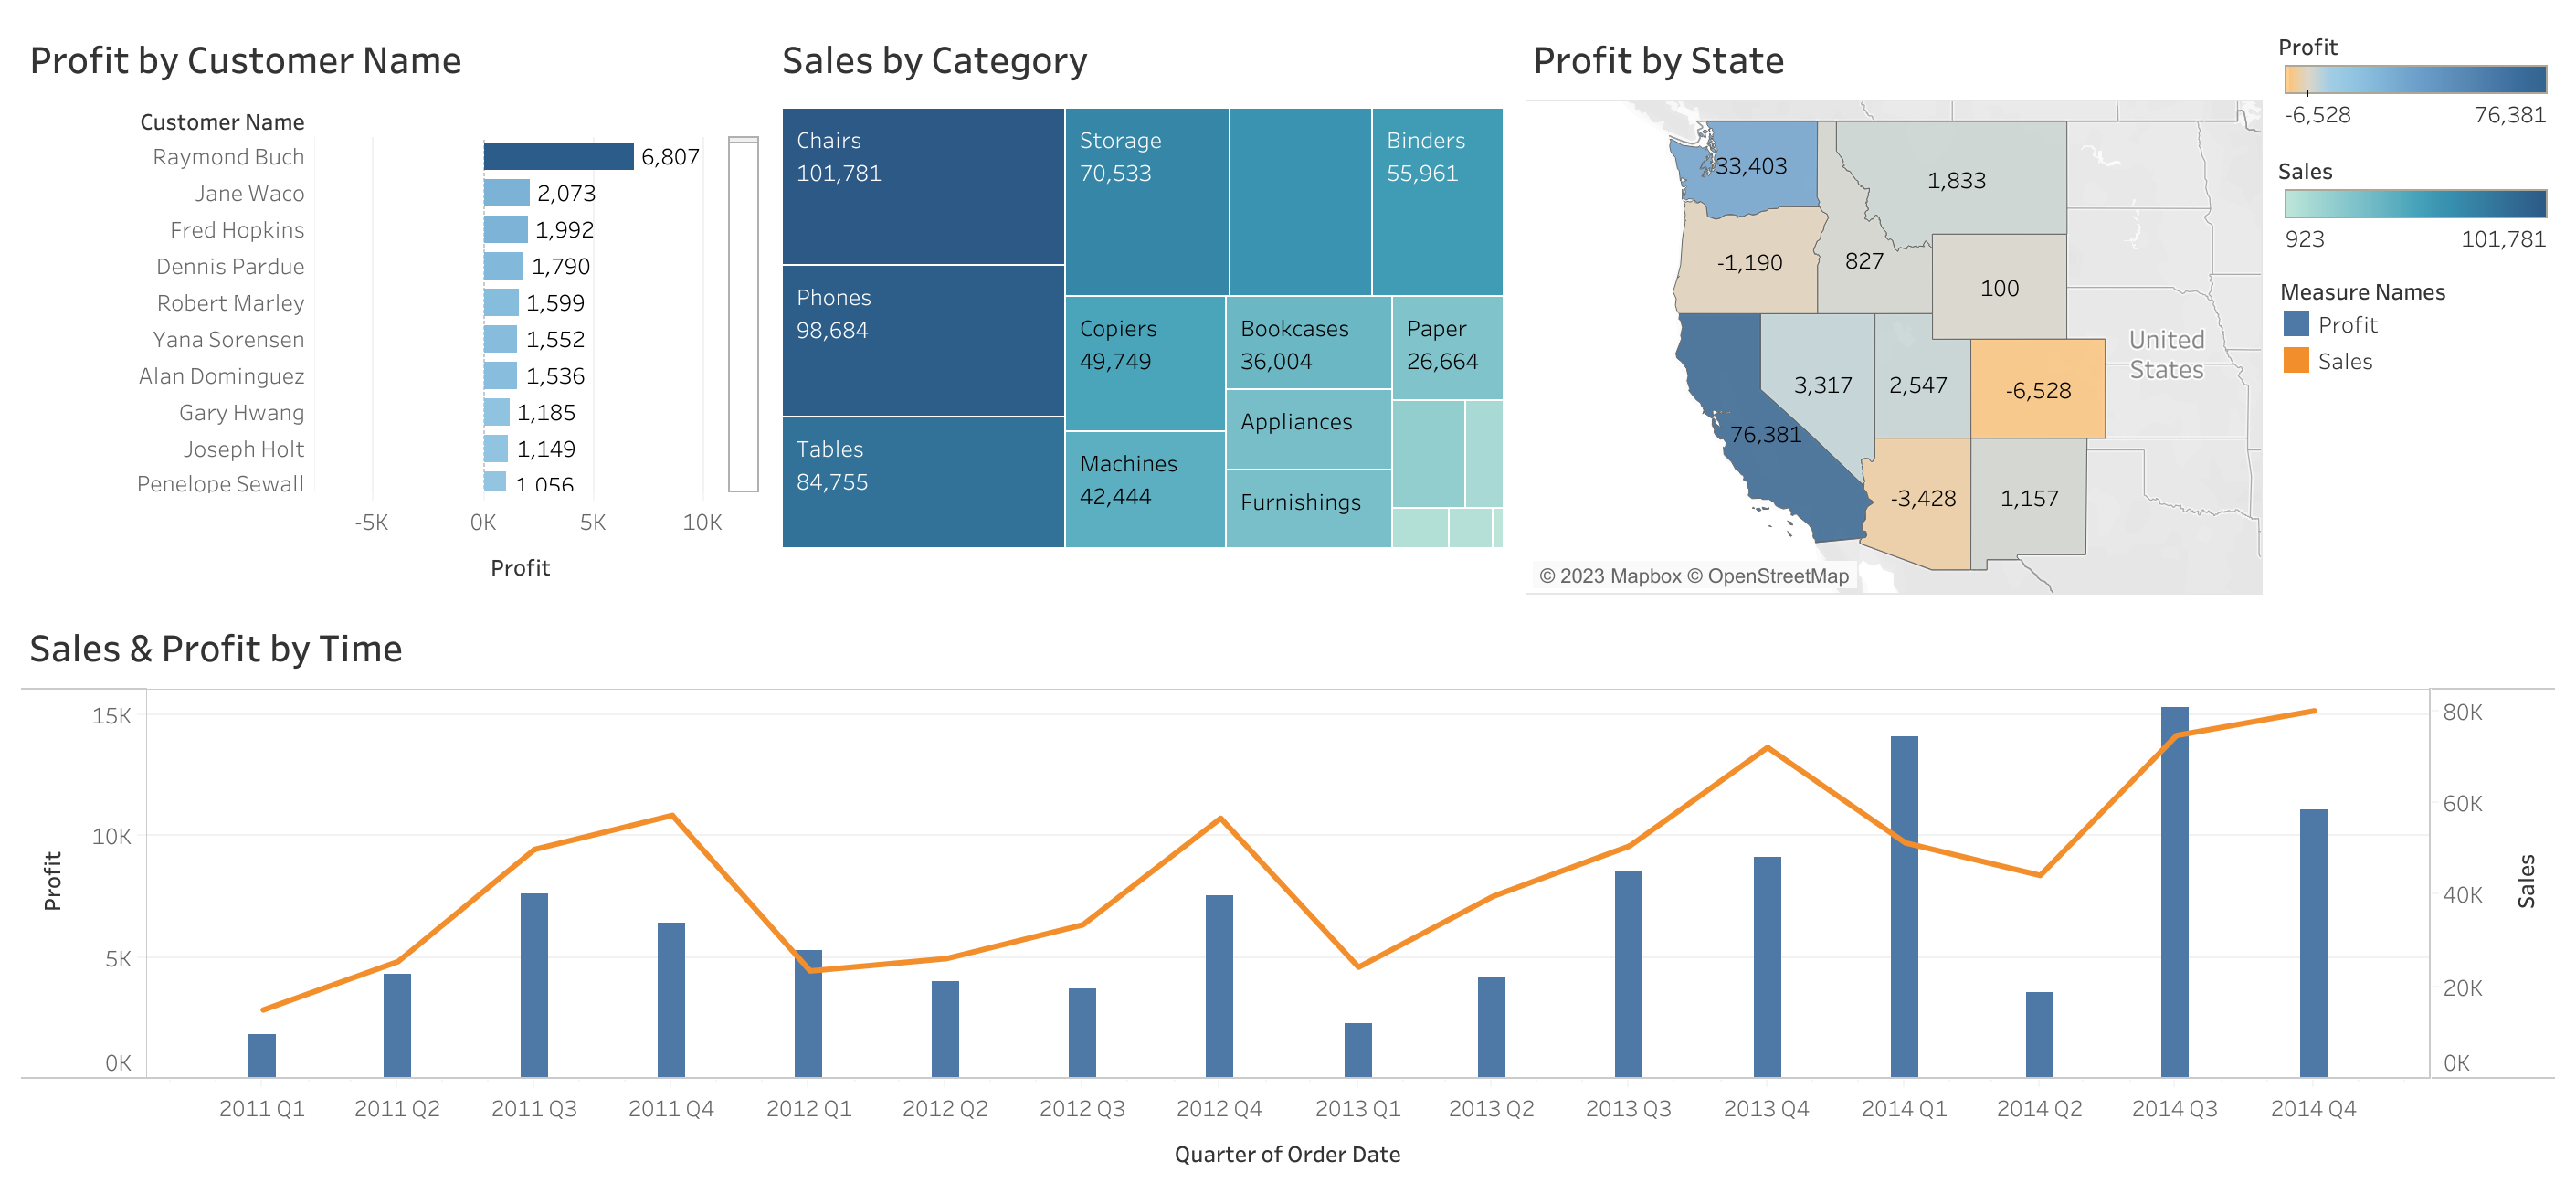 Profit by Customer Name
Customer Name
Raymond Buch 6,807
Jane Waco 2,073
Fred Hopkins 1,992
Dennis Pardue 1,790
Robert Marley 1,599
Yana Sorensen 1,552
Alan Dominguez 1,536
Gary Hwang 1,185
Joseph Holt 1,149
Penelope Sewall 1,056
-5K 0K 5K 10K
Profit
Sales by Category
Chairs
101,781
Phones
98,684
Tables
84,755
Storage
70,533
Binders
55,961
Copiers
49,749
Machines
42,444
Bookcases
36,004
Appliances
Furnishings
Paper
26,664
Profit by State
33,403
1,833
-1,190
827
100
3,317
2,547
-6,528
76,381
-3,428
1,157
United
States
© 2023 Mapbox © OpenStreetMap
Profit
-6,528 76,381
Sales
923 101,781
Measure Names
Profit
Sales
Sales & Profit by Time
15K
10K
5K
0K
Profit
80K
60K
40K
20K
0K
Sales
2011 Q1 2011 Q2 2011 Q3 2011 Q4 2012 Q1 2012 Q2 2012 Q3 2012 Q4 2013 Q1 2013 Q2 2013 Q3 2013 Q4 2014 Q1 2014 Q2 2014 Q3 2014 Q4
Quarter of Order Date